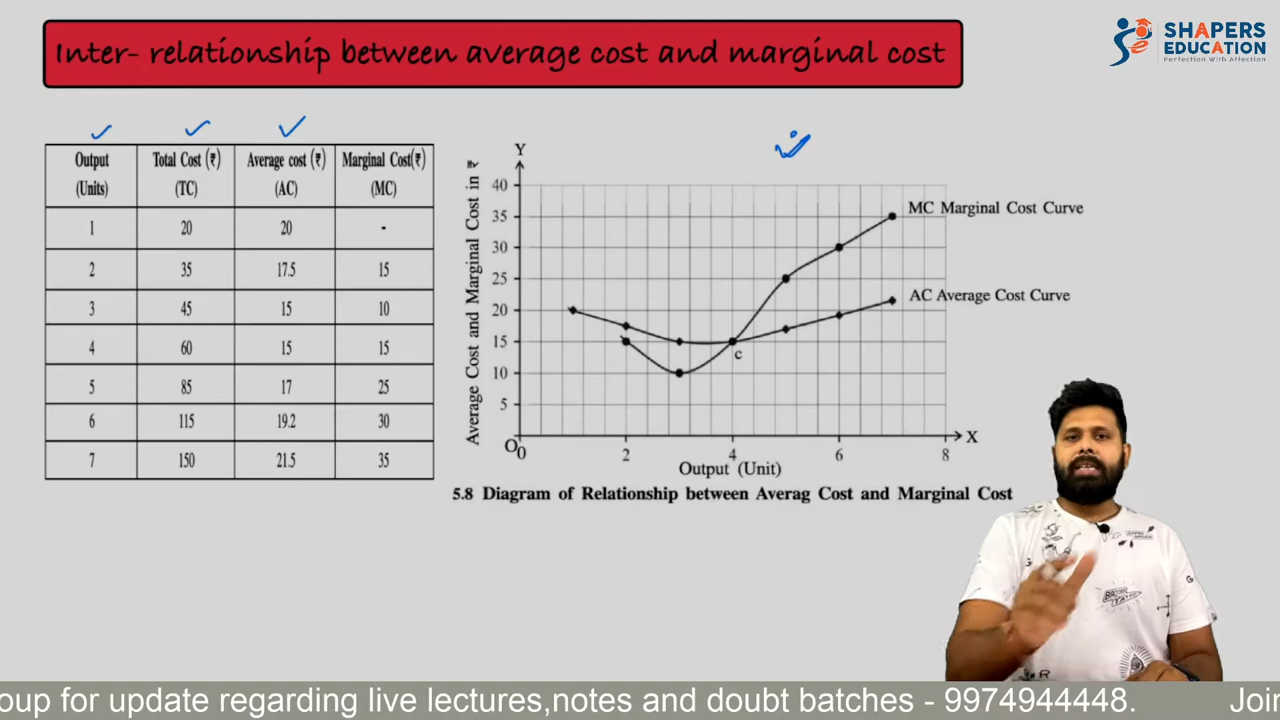 Inter- relationship between average cost and marginal cost
SHAPERS
EDUCATION
Perfection With Affection
Output (Units) Total Cost (₹) (TC) Average cost (₹) (AC) Marginal Cost(₹) (MC)
1 20 20 -
2 35 17.5 15
3 45 15 10
4 60 15 15
5 85 17 25
6 115 19.2 30
7 150 21.5 35
Y
Average Cost and Marginal Cost in ₹
40
35
30
25
20
15
10
5
O
0 2 4 6 8
X
MC Marginal Cost Curve
AC Average Cost Curve
c
Output (Unit)
5.8 Diagram of Relationship between Averag Cost and Marginal Cost
oup for update regarding live lectures,notes and doubt batches - 9974944448. Join